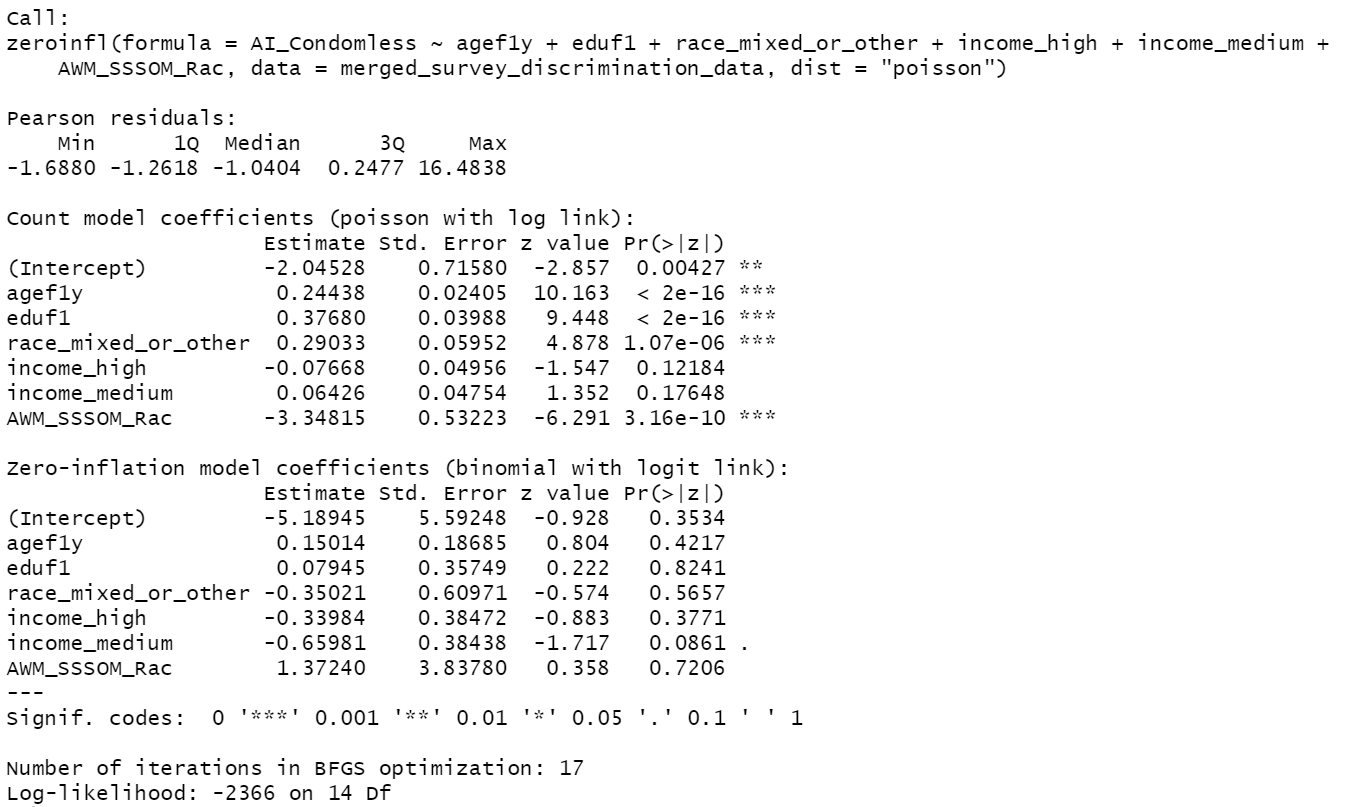 Call:
zeroinfl(formula = AI_Condomless ~ agef1y + eduf1 + race_mixed_or_other + income_high + income_medium +
    AWM_SSSOM_Rac, data = merged_survey_discrimination_data, dist = "poisson")

Pearson residuals:
    Min      1Q  Median      3Q     Max
-1.6880 -1.2618 -1.0404  0.2477 16.4838

Count model coefficients (poisson with log link):
                    Estimate Std. Error z value Pr(>|z|)
(Intercept)         -2.04528    0.71580  -2.857  0.00427 **
agef1y               0.24438    0.02405  10.163  < 2e-16 ***
eduf1                0.37680    0.03988   9.448  < 2e-16 ***
race_mixed_or_other  0.29033    0.05952   4.878 1.07e-06 ***
income_high         -0.07668    0.04956  -1.547  0.12184
income_medium        0.06426    0.04754   1.352  0.17648
AWM_SSSOM_Rac       -3.34815    0.53223  -6.291 3.16e-10 ***

Zero-inflation model coefficients (binomial with logit link):
                    Estimate Std. Error z value Pr(>|z|)
(Intercept)         -5.18945    5.59248  -0.928   0.3534
agef1y               0.15014    0.18685   0.804   0.4217
eduf1                0.07945    0.35749   0.222   0.8241
race_mixed_or_other -0.35021    0.60971  -0.574   0.5657
income_high         -0.33984    0.38472  -0.883   0.3771
income_medium       -0.65981    0.38438  -1.717   0.0861 .
AWM_SSSOM_Rac        1.37240    3.83780   0.358   0.7206
---
Signif. codes:  0 '***' 0.001 '**' 0.01 '*' 0.05 '.' 0.1 ' ' 1

Number of iterations in BFGS optimization: 17
Log-likelihood: -2366 on 14 Df